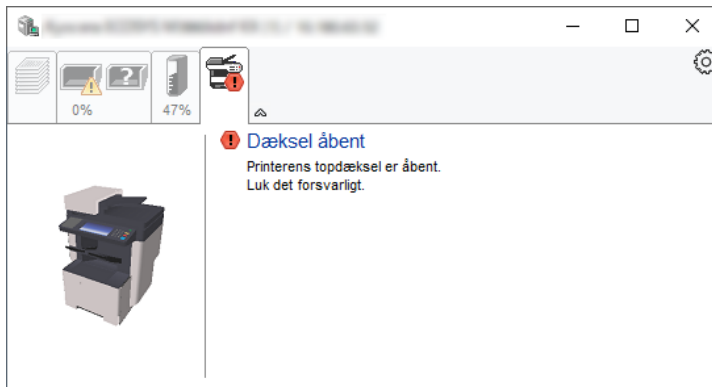 0%
47%
Dæksel åbent
Printerens topdæksel er åbent.
Luk det forsvarligt.